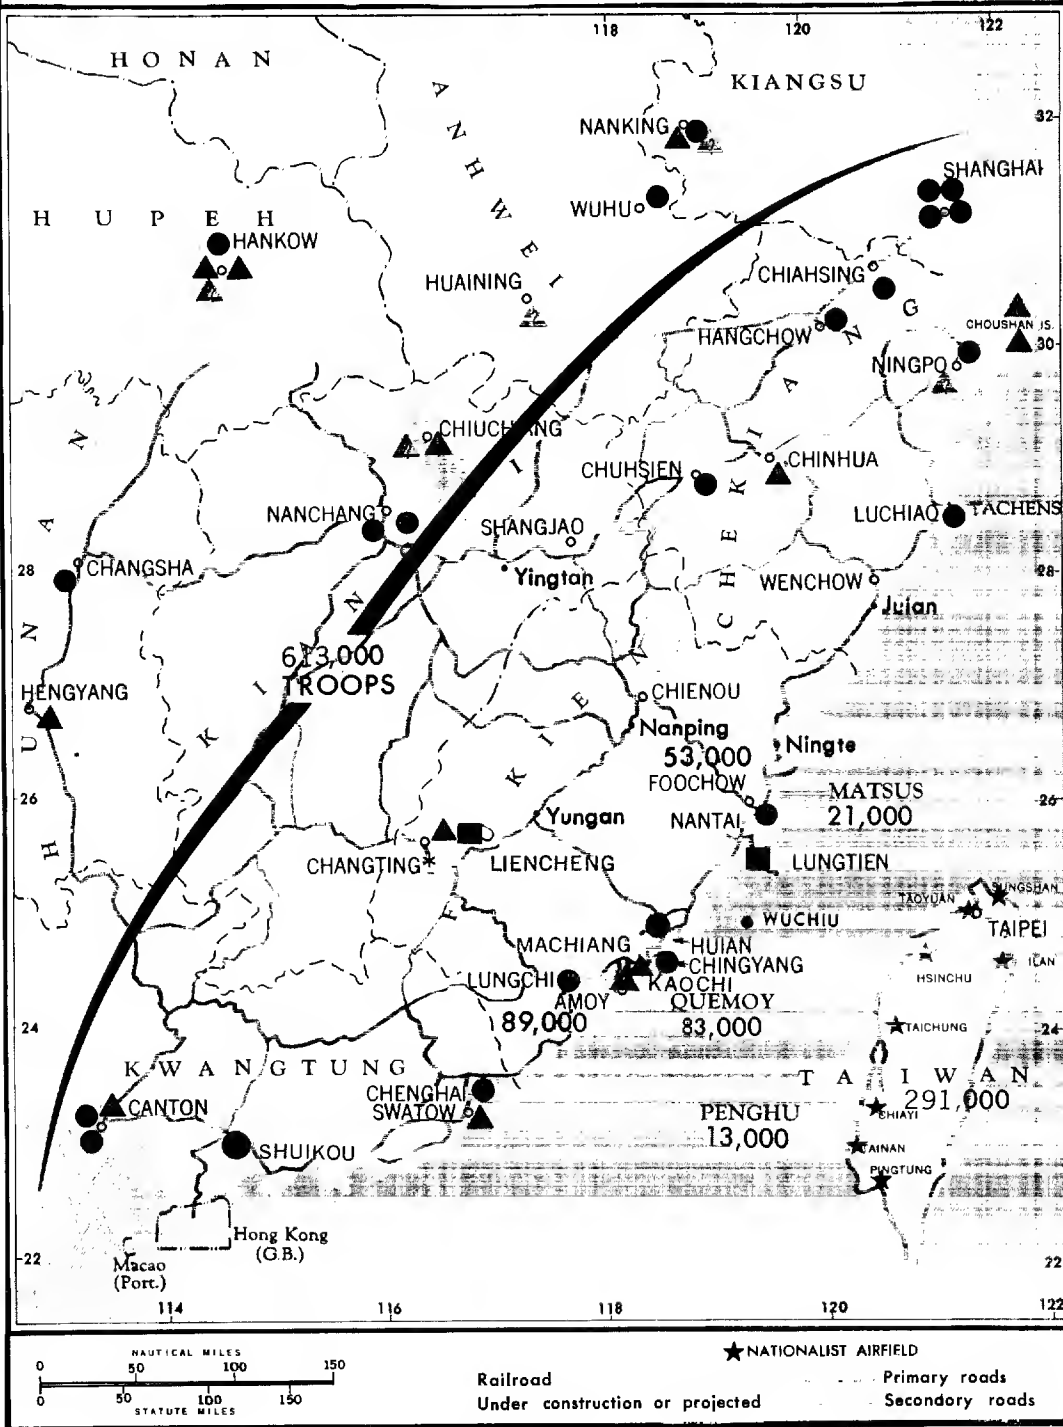 118
120
122
HONAN
ANHWEI
KIANGSU
32
NANKING
SHANGHAI
WUHU
HUPEH
HANKOW
CHIAHSING
HUAINING
CHOUSHAN IS.
HANGCHOW
30
NINGPO
CHEKIANG
HUNAN
CHIUCHANG
CHUHSIEN
CHINHUA
NANCHANG
SHANGJAO
LUCHIAO
TACHENS
28
CHANGSHA
Yingtan
WENCHOW
28
Juian
KIANGSI
613,000
TROOPS
HENGYANG
CHIENOU
FUKIEN
Nanping
53,000
Ningte
FOOCHOW
26
26
MATSUS
21,000
Yungan
NANTAI
CHANGTING
LIENCHENG
LUNGTIEN
SUNGSHAN
TAOYUAN
TAIPEI
WUCHIU
MACHIANG
HUIAN
HSINCHU
ILAN
LUNGCHI
CHINGYANG
KAOCHI
AMOY
89,000
QUEMOY
83,000
24
TAICHUNG
24
KWANGTUNG
TAIWAN
291,000
CHENGHAI
SWATOW
PENGHU
13,000
CHIAYI
CANTON
SHUIKOU
TAINAN
PINGTUNG
Hong Kong
(G.B.)
22
Macao
(Port.)
22
114
116
118
120
122
NAUTICAL MILES
0 50 100 150
0 50 100 150
STATUTE MILES
NATIONALIST AIRFIELD
Railroad
Primary roads
Under construction or projected
Secondary roads